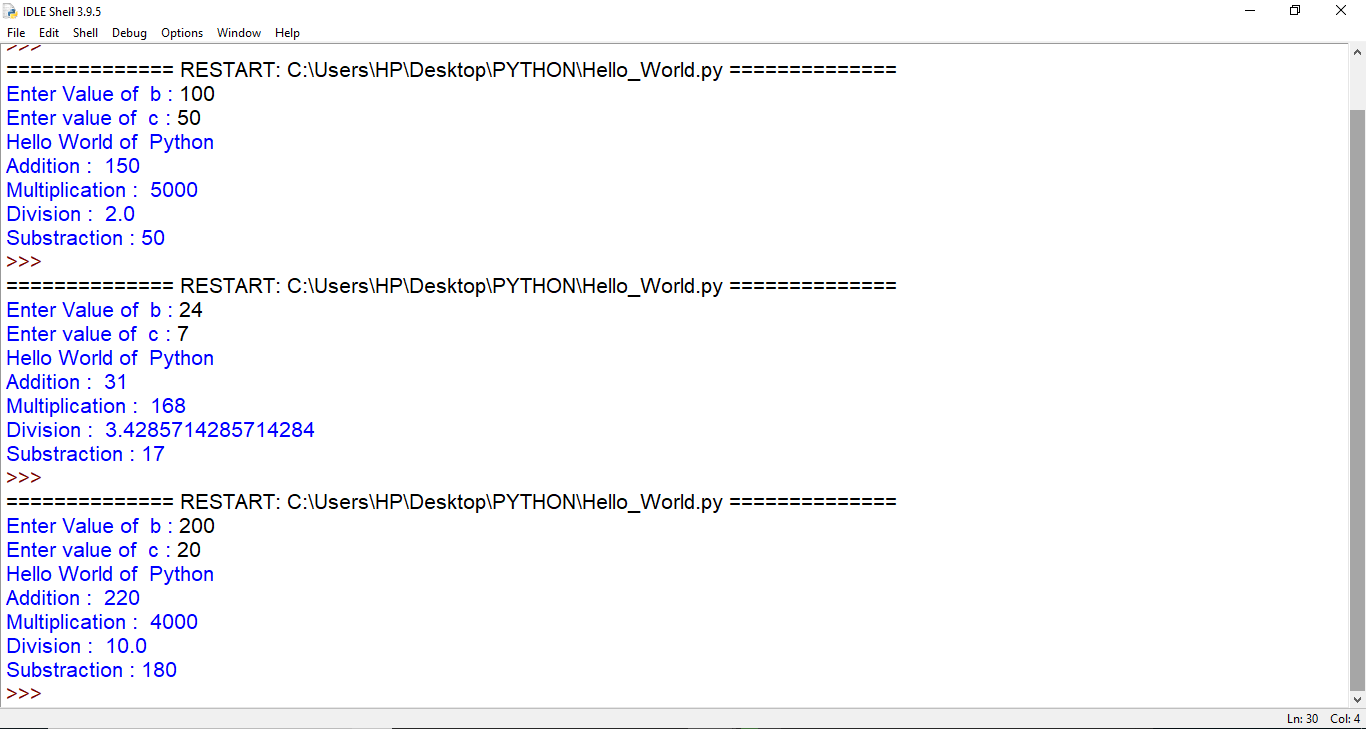 IDLE Shell 3.9.5
File Edit Shell Debug Options Window Help
>>>
============== RESTART: C:\Users\HP\Desktop\PYTHON\Hello_World.py ==============
Enter Value of  b : 100
Enter value of  c : 50
Hello World of  Python
Addition :  150
Multiplication :  5000
Division :  2.0
Substraction : 50
>>>
============== RESTART: C:\Users\HP\Desktop\PYTHON\Hello_World.py ==============
Enter Value of  b : 24
Enter value of  c : 7
Hello World of  Python
Addition :  31
Multiplication :  168
Division :  3.4285714285714284
Substraction : 17
>>>
============== RESTART: C:\Users\HP\Desktop\PYTHON\Hello_World.py ==============
Enter Value of  b : 200
Enter value of  c : 20
Hello World of  Python
Addition :  220
Multiplication :  4000
Division :  10.0
Substraction : 180
>>>
Ln: 30 Col: 4